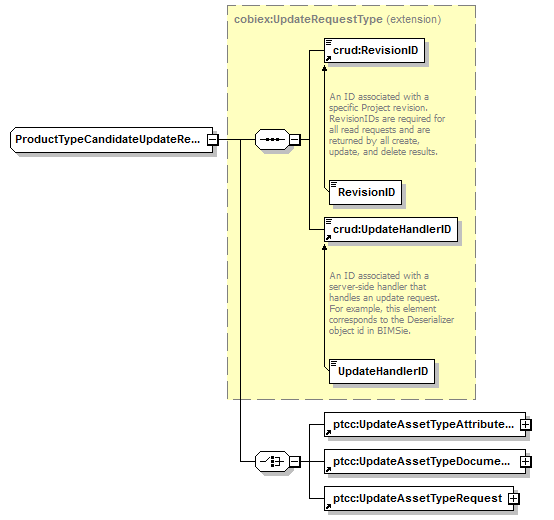 cobiex:UpdateRequestType (extension)
crud:RevisionID
An ID associated with a
specific Project revision.
RevisionIDs are required for
all read requests and are
returned by all create,
update, and delete results.
ProductTypeCandidateUpdateRe...
RevisionID
crud:UpdateHandlerID
An ID associated with a
server-side handler that
handles an update request.
For example, this element
corresponds to the Deserializer
object id in BIMSie.
UpdateHandlerID
ptcc:UpdateAssetTypeAttribute...
ptcc:UpdateAssetTypeDocume...
ptcc:UpdateAssetTypeRequest